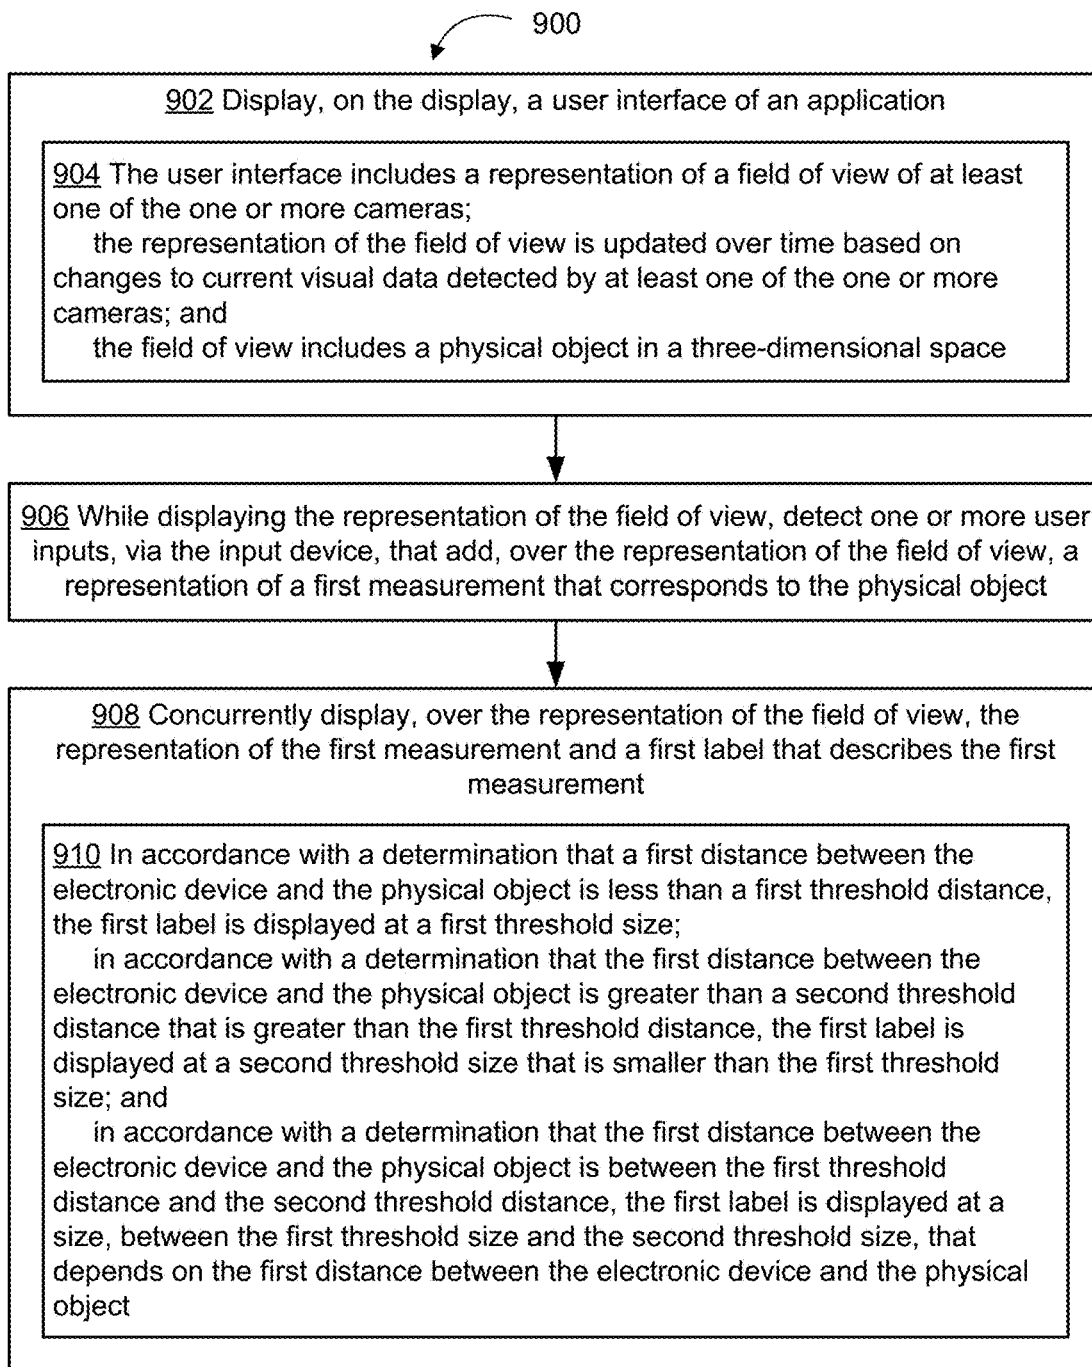 900
902 Display, on the display, a user interface of an application
904 The user interface includes a representation of a field of view of at least
one of the one or more cameras;
the representation of the field of view is updated over time based on
changes to current visual data detected by at least one of the one or more
cameras; and
the field of view includes a physical object in a three-dimensional space
906 While displaying the representation of the field of view, detect one or more user
inputs, via the input device, that add, over the representation of the field of view, a
representation of a first measurement that corresponds to the physical object
908 Concurrently display, over the representation of the field of view, the
representation of the first measurement and a first label that describes the first
measurement
910 In accordance with a determination that a first distance between the
electronic device and the physical object is less than a first threshold distance,
the first label is displayed at a first threshold size;
in accordance with a determination that the first distance between the
electronic device and the physical object is greater than a second threshold
distance that is greater than the first threshold distance, the first label is
displayed at a second threshold size that is smaller than the first threshold
size; and
in accordance with a determination that the first distance between the
electronic device and the physical object is between the first threshold
distance and the second threshold distance, the first label is displayed at a
size, between the first threshold size and the second threshold size, that
depends on the first distance between the electronic device and the physical
object